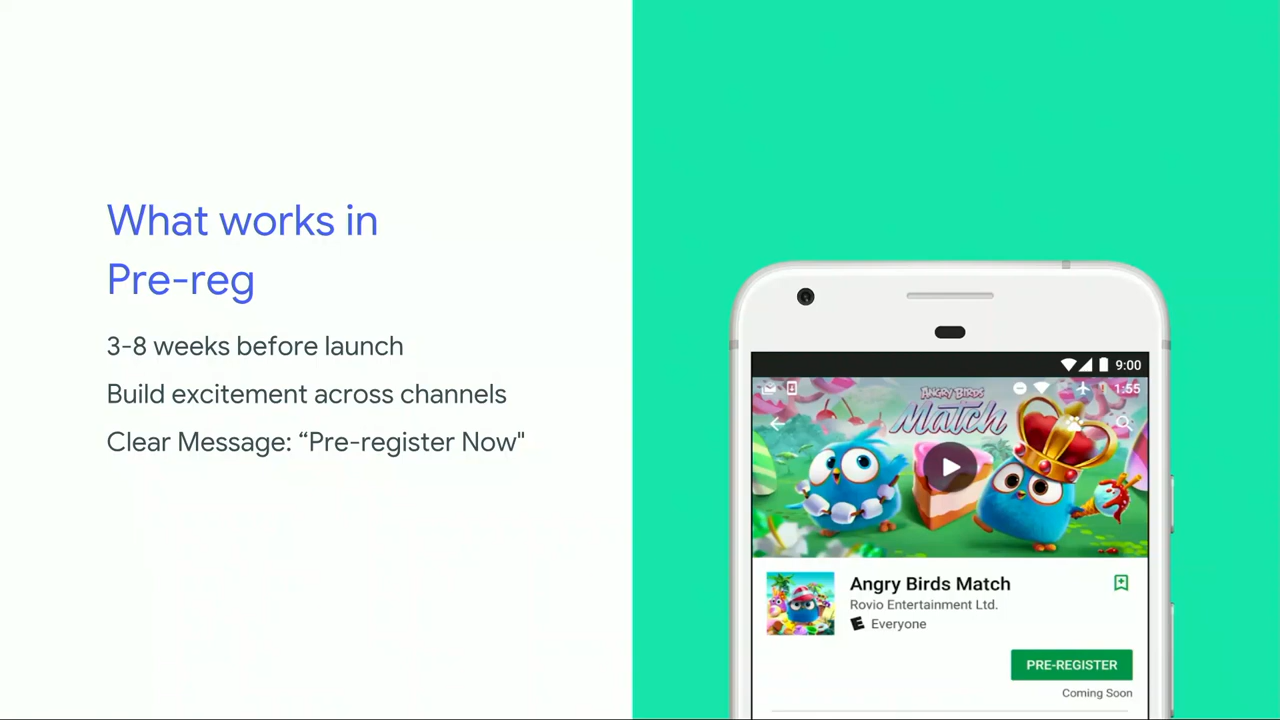 What works in
Pre-reg
3-8 weeks before launch
Build excitement across channels
Clear Message: “Pre-register Now"
9:00
1:55
ANGRY BIRDS
Match
Angry Birds Match
Rovio Entertainment Ltd.
E Everyone
PRE-REGISTER
Coming Soon